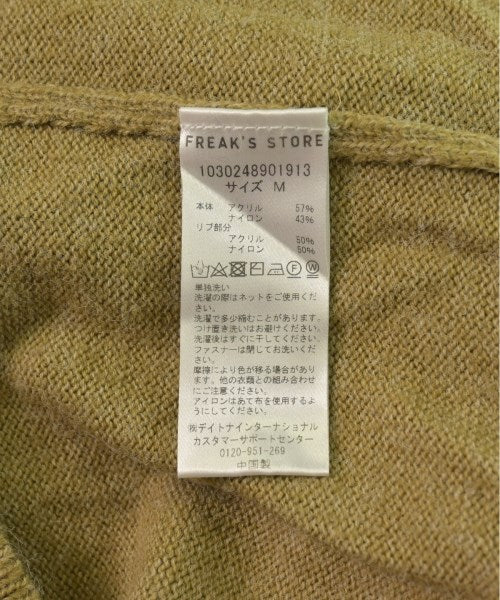 FREAK'S STORE
1030248901913
サイズ M
本体 アクリル 57%
ナイロン 43%
リブ部分
アクリル 50%
ナイロン 50%
単独洗い
洗濯の際はネットをご使用くだ
さい。
洗濯で多少縮むことがあります。
つけ置き洗いはお避けください。
洗濯後はすぐに干してください。
ファスナーは閉じてお洗いくだ
さい。
摩擦により色が移る場合があり
ます。他の衣類との組み合わせ
にご注意ください。
アイロンはあて布を使用するよ
うにしてください。
㈱デイトナインターナショナル
カスタマーサポートセンター
0120-951-269
中国製